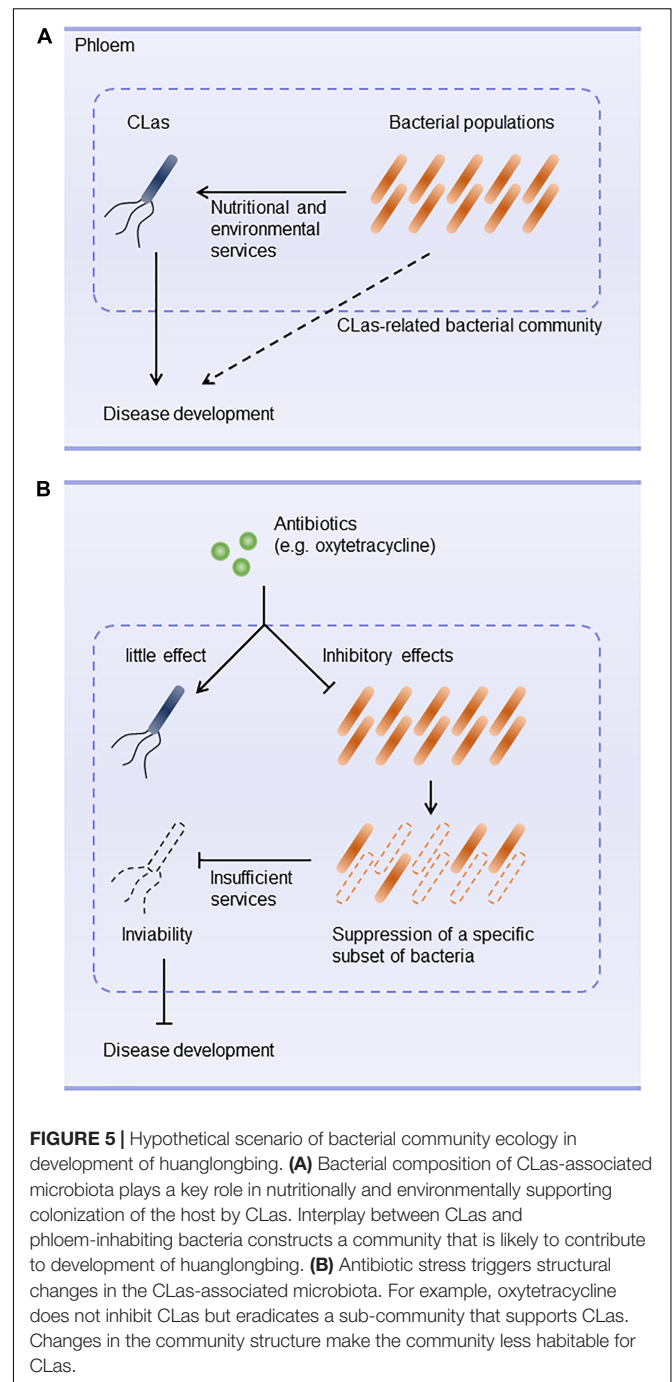 A
Phloem
CLas
Bacterial populations
Nutritional and
environmental
services
CLas-related bacterial community
Disease development
B
Antibiotics
(e.g. oxytetracycline)
little effect
Inhibitory effects
Insufficient
services
Inviability
Suppression of a specific
subset of bacteria
Disease development
FIGURE 5 | Hypothetical scenario of bacterial community ecology in
development of huanglongbing. (A) Bacterial composition of CLas-associated
microbiota plays a key role in nutritionally and environmentally supporting
colonization of the host by CLas. Interplay between CLas and
phloem-inhabiting bacteria constructs a community that is likely to contribute
to development of huanglongbing. (B) Antibiotic stress triggers structural
changes in the CLas-associated microbiota. For example, oxytetracycline
does not inhibit CLas but eradicates a sub-community that supports CLas.
Changes in the community structure make the community less habitable for
CLas.